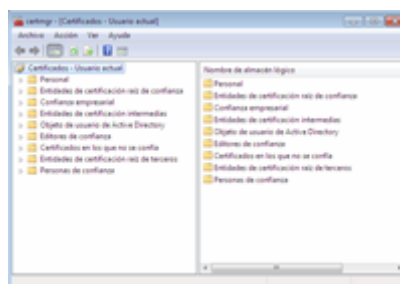 certmgr - [Certificados - Usuario actual]
Archivo Acción Ver Ayuda
Certificados - Usuario actual
Personal
Entidades de certificación raíz de confianza
Confianza empresarial
Entidades de certificación intermedias
Objeto de usuario de Active Directory
Editores de confianza
Certificados en los que no se confía
Entidades de certificación raíz de terceros
Personas de confianza
Nombre de almacén lógico
Personal
Entidades de certificación raíz de confianza
Confianza empresarial
Entidades de certificación intermedias
Objeto de usuario de Active Directory
Editores de confianza
Certificados en los que no se confía
Entidades de certificación raíz de terceros
Personas de confianza